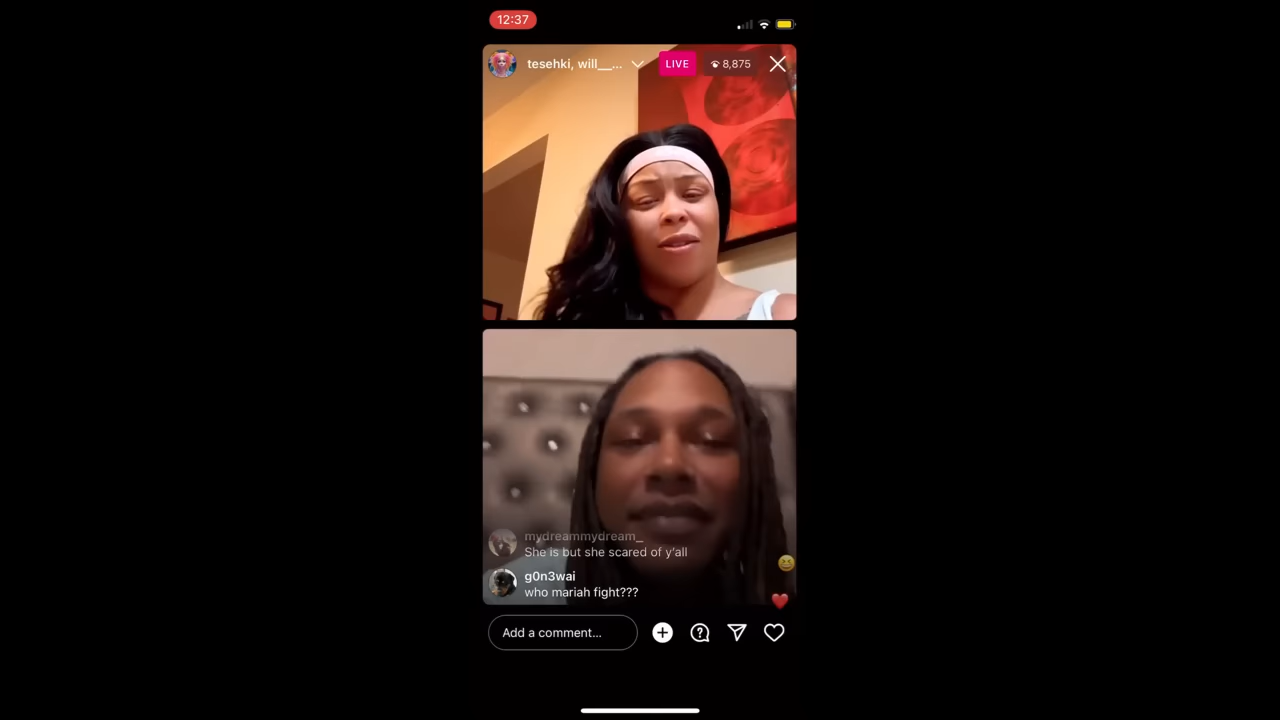 12:37
tesehki, will__...
LIVE
8,875
mydreammydream_
She is but she scared of y'all
g0n3wai
who mariah fight???
Add a comment...